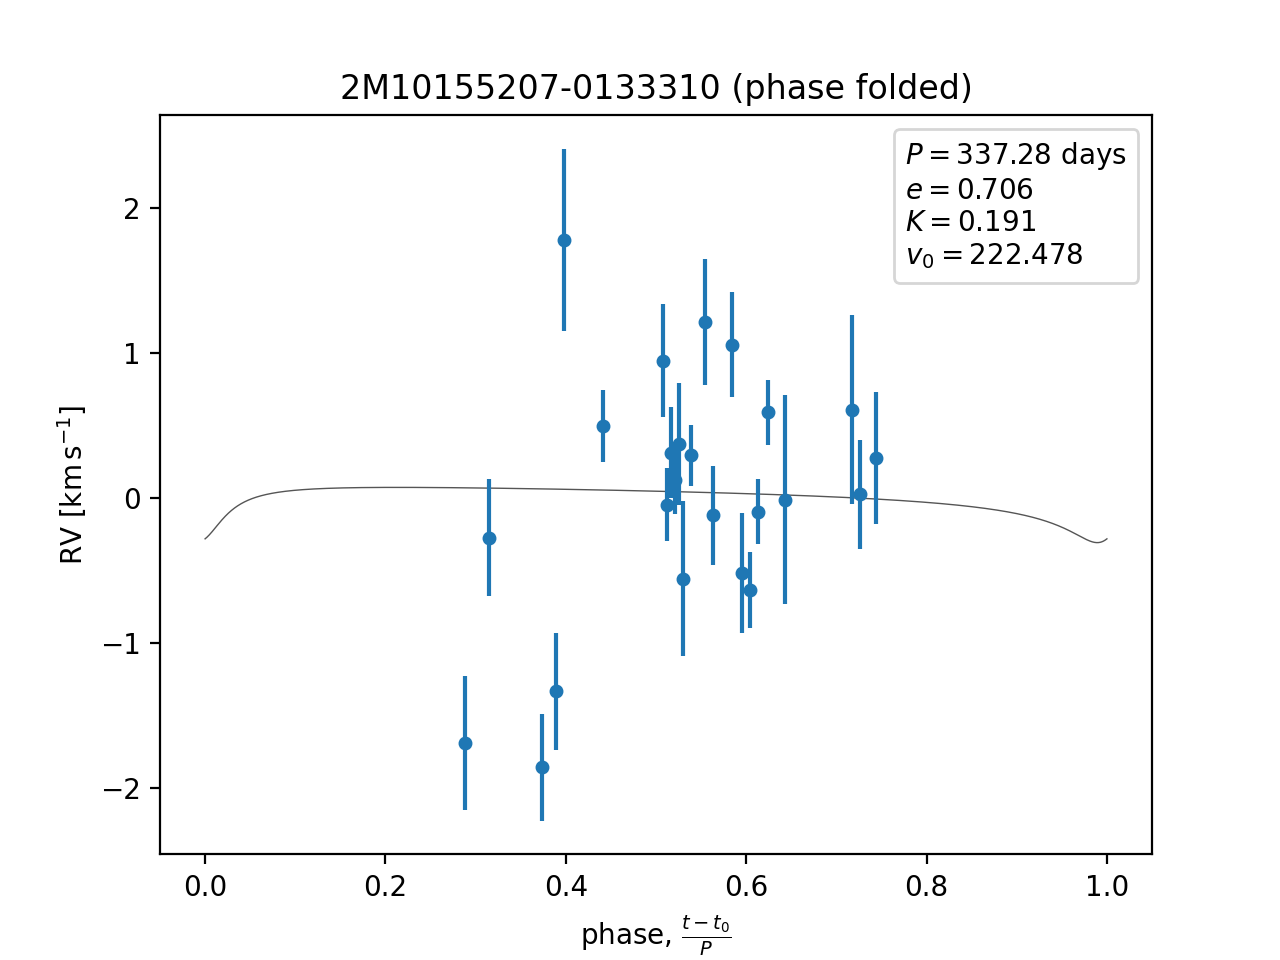 2M10155207-0133310 (phase folded)
P = 337.28 days
e = 0.706
K = 0.191
v₀ = 222.478
RV [km s⁻¹]
2
1
0
−1
−2
0.0 0.2 0.4 0.6 0.8 1.0
phase, (t − t₀)/P